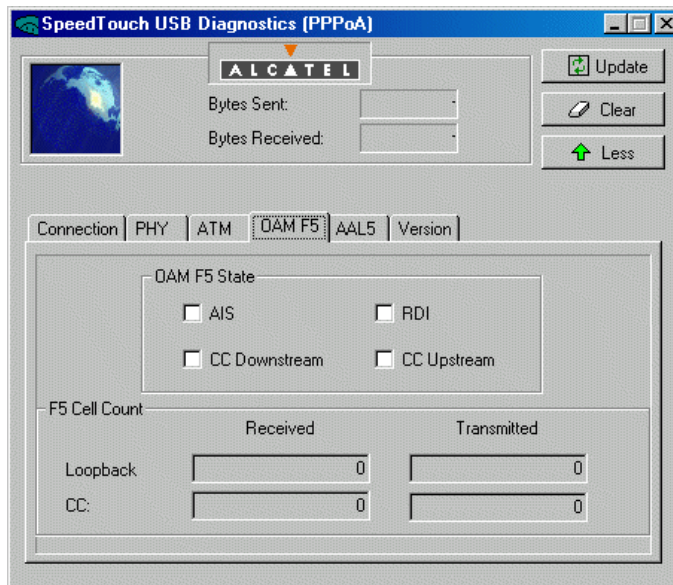 SpeedTouch USB Diagnostics (PPPoA)
ALCATEL
Bytes Sent: -
Bytes Received: -
Update
Clear
Less
Connection PHY ATM OAM F5 AAL5 Version
OAM F5 State
AIS RDI
CC Downstream CC Upstream
F5 Cell Count
Received Transmitted
Loopback 0 0
CC: 0 0